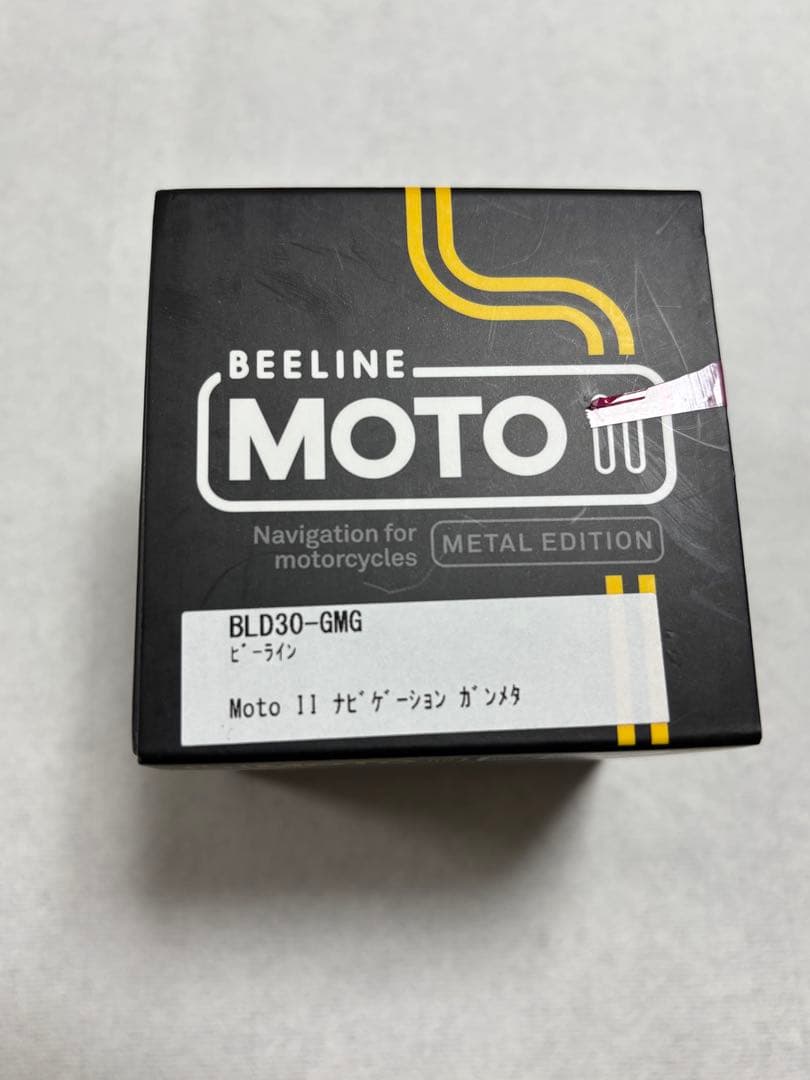 BEELINE
MOTO II
Navigation for
motorcycles
METAL EDITION
BLD30-GMG
ビーライン
Moto II ナビゲーション ガンメタ